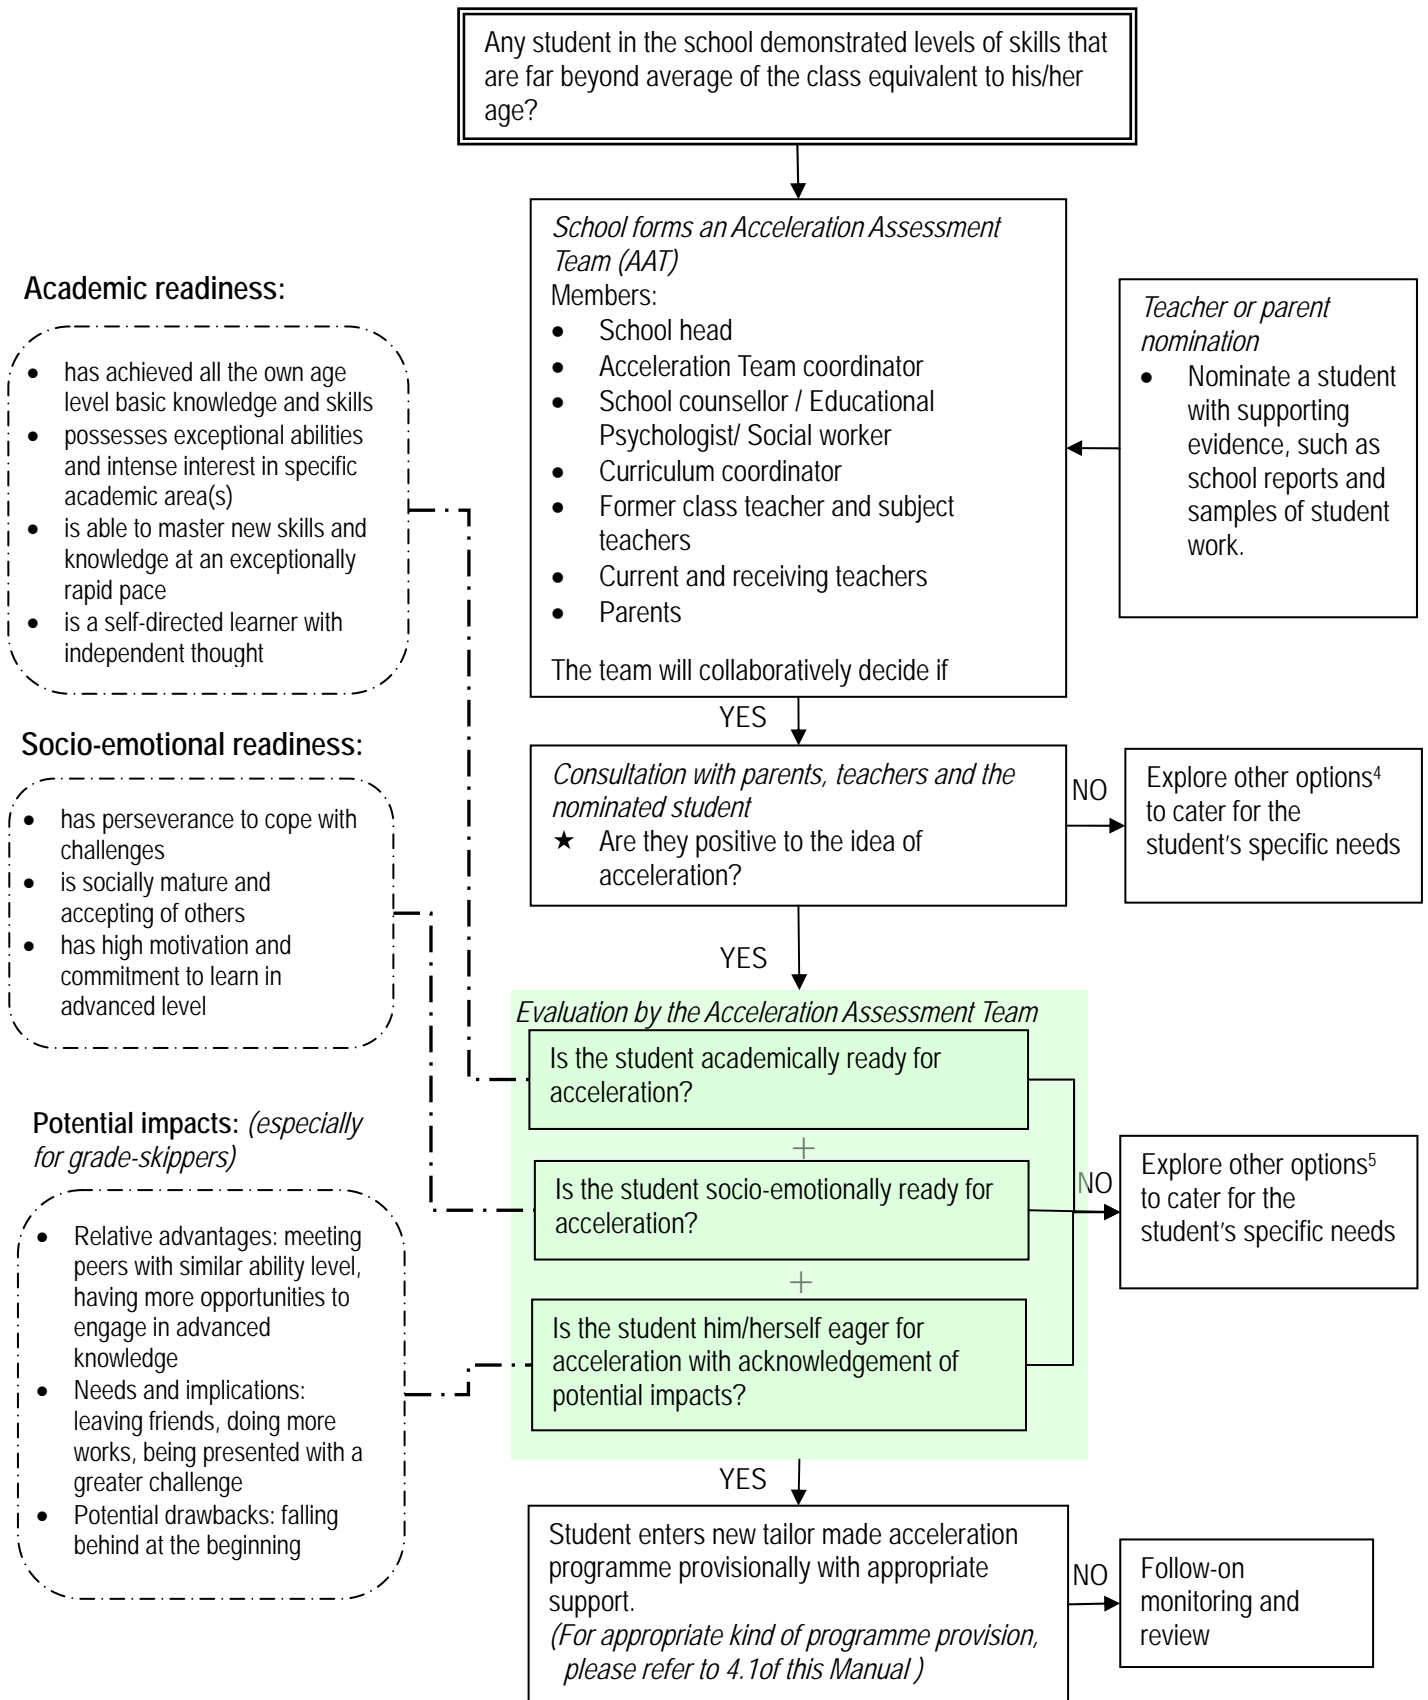 Any student in the school demonstrated levels of skills that
are far beyond average of the class equivalent to his/her
age?
School forms an Acceleration Assessment
Team (AAT)
Members:
• School head
• Acceleration Team coordinator
• School counsellor / Educational
Psychologist/ Social worker
• Curriculum coordinator
• Former class teacher and subject
teachers
• Current and receiving teachers
• Parents
The team will collaboratively decide if
Teacher or parent
nomination
• Nominate a student
with supporting
evidence, such as
school reports and
samples of student
work.
Academic readiness:
• has achieved all the own age
level basic knowledge and skills
• possesses exceptional abilities
and intense interest in specific
academic area(s)
• is able to master new skills and
knowledge at an exceptionally
rapid pace
• is a self-directed learner with
independent thought
YES
Consultation with parents, teachers and the
nominated student
★ Are they positive to the idea of
acceleration?
NO
Explore other options⁴
to cater for the
student's specific needs
Socio-emotional readiness:
• has perseverance to cope with
challenges
• is socially mature and
accepting of others
• has high motivation and
commitment to learn in
advanced level
YES
Evaluation by the Acceleration Assessment Team
Is the student academically ready for
acceleration?
+
Is the student socio-emotionally ready for
acceleration?
+
Is the student him/herself eager for
acceleration with acknowledgement of
potential impacts?
NO
Explore other options⁵
to cater for the
student's specific needs
Potential impacts: (especially
for grade-skippers)
• Relative advantages: meeting
peers with similar ability level,
having more opportunities to
engage in advanced
knowledge
• Needs and implications:
leaving friends, doing more
works, being presented with a
greater challenge
• Potential drawbacks: falling
behind at the beginning
YES
Student enters new tailor made acceleration
programme provisionally with appropriate
support.
(For appropriate kind of programme provision,
please refer to 4.1of this Manual )
NO
Follow-on
monitoring and
review